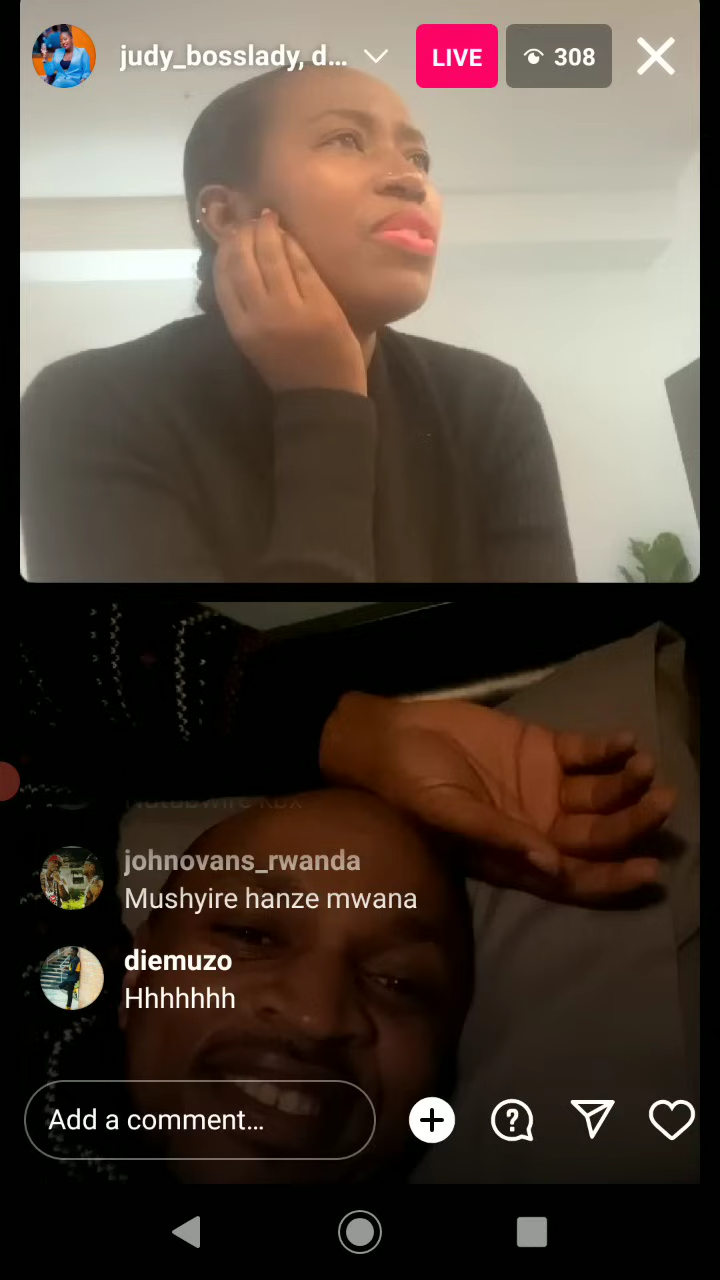 judy_bosslady, d...
LIVE
308
johnovans_rwanda
Mushyire hanze mwana
diemuzo
Hhhhhhh
Add a comment...